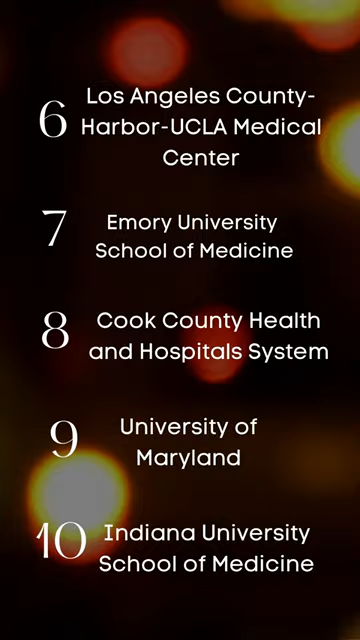 6 Los Angeles County-
Harbor-UCLA Medical
Center
7 Emory University
School of Medicine
8 Cook County Health
and Hospitals System
9 University of
Maryland
10 Indiana University
School of Medicine